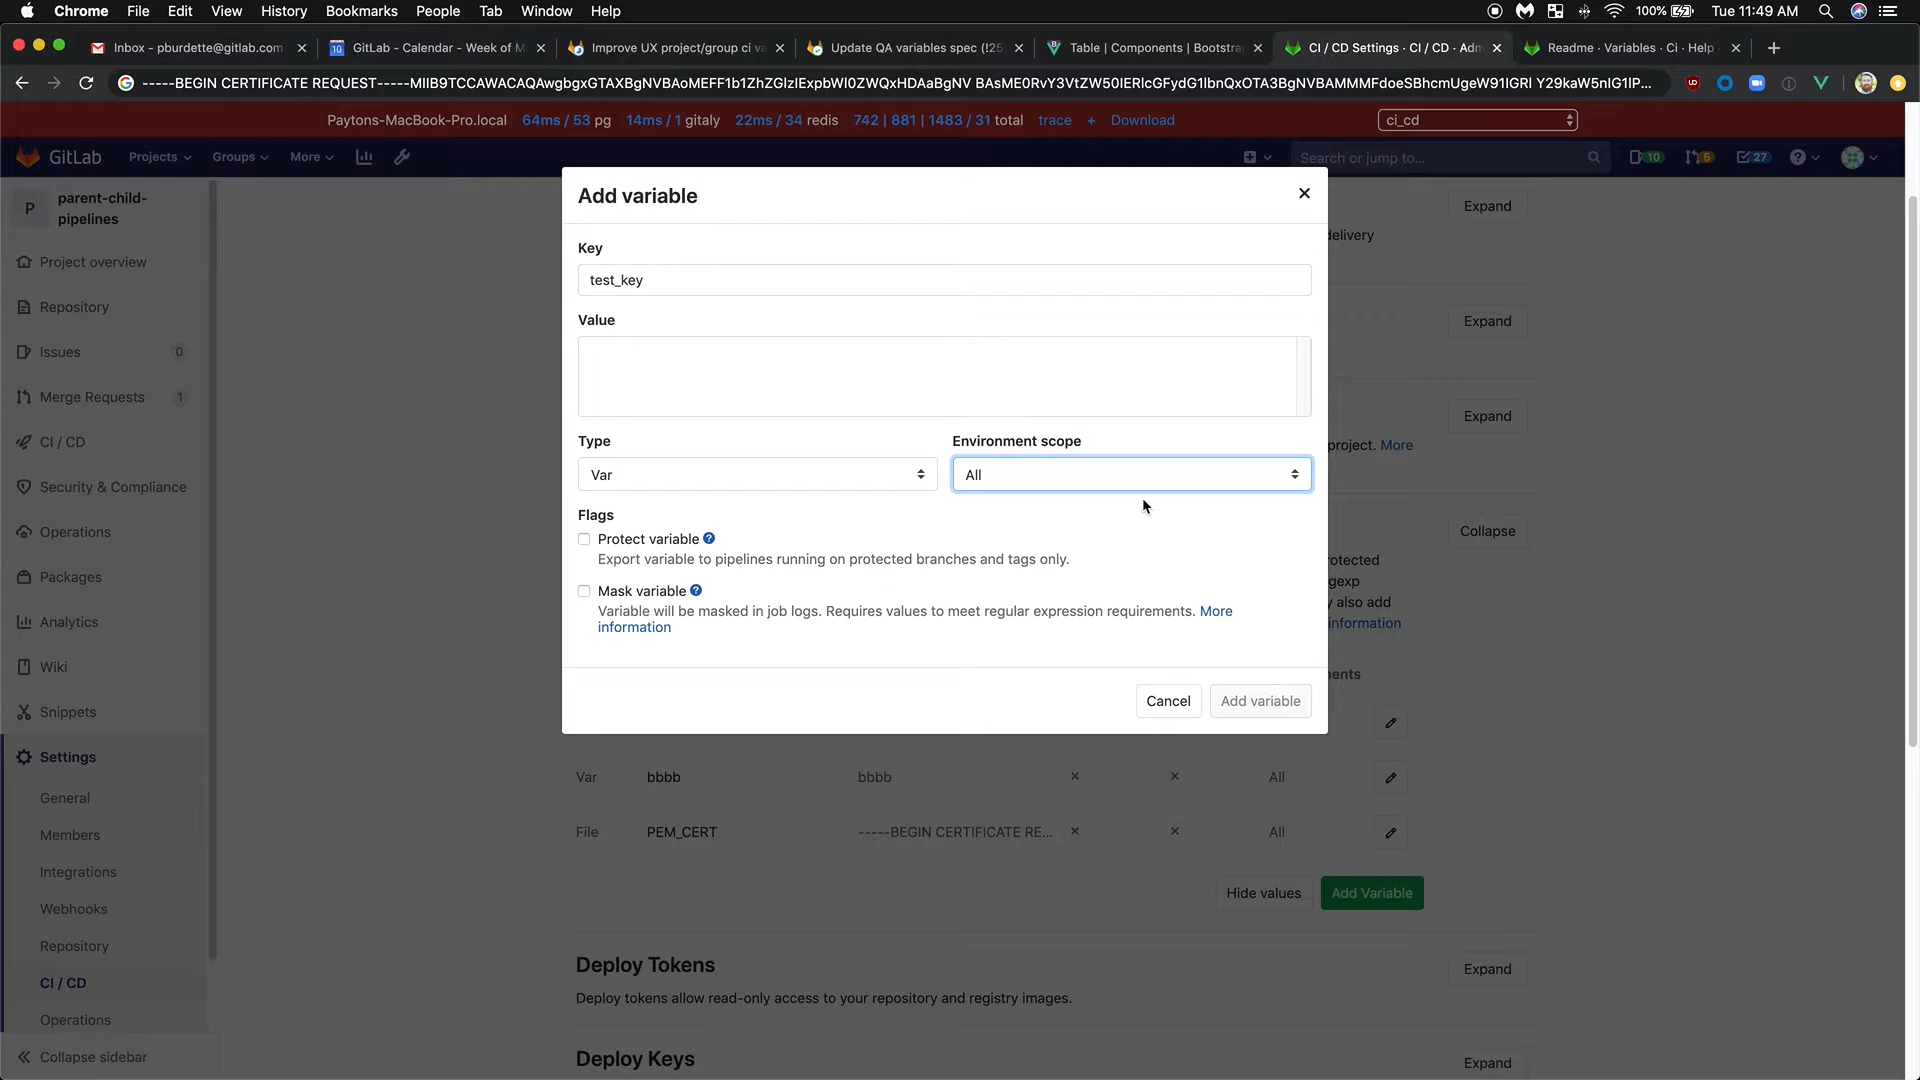 Chrome File Edit View History Bookmarks People Tab Window Help 100% Tue 11:49 AM
Inbox - pburdette@gitlab.com
GitLab - Calendar - Week of M
Improve UX project/group ci va
Update QA variables spec (!25
Table | Components | Bootstra
CI / CD Settings · CI / CD · Adm
Readme · Variables · Ci · Help
Paytons-MacBook-Pro.local 64ms / 53 pg 14ms / 1 gitaly 22ms / 34 redis 742 | 881 | 1483 / 31 total trace + Download ci_cd
GitLab Projects Groups More Search or jump to... 10 5 27
P parent-child-
pipelines
Project overview
Repository
Issues 0
Merge Requests 1
CI / CD
Security & Compliance
Operations
Packages
Analytics
Wiki
Snippets
Settings
General
Members
Integrations
Webhooks
Repository
CI / CD
Operations
Collapse sidebar
Add variable
Key
test_key
Value
Type Environment scope
Var All
Flags
Protect variable
Export variable to pipelines running on protected branches and tags only.
Mask variable
Variable will be masked in job logs. Requires values to meet regular expression requirements. More
information
Cancel Add variable
Expand
delivery
Expand
Expand
project. More
Collapse
otected
gexp
y also add
information
ents
Var bbbb bbbb All
File PEM_CERT -----BEGIN CERTIFICATE RE... All
Hide values Add Variable
Deploy Tokens Expand
Deploy tokens allow read-only access to your repository and registry images.
Deploy Keys Expand